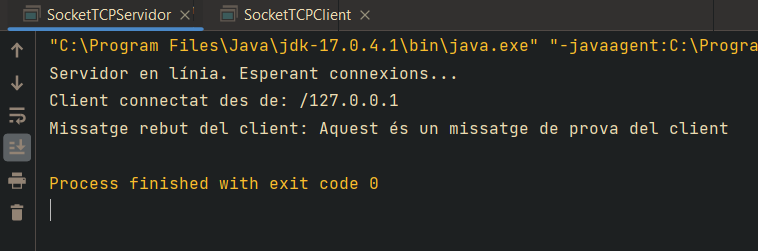 SocketTCPServidor SocketTCPClient
"C:\Program Files\Java\jdk-17.0.4.1\bin\java.exe" "-javaagent:C:\Progra
Servidor en línia. Esperant connexions...
Client connectat des de: /127.0.0.1
Missatge rebut del client: Aquest és un missatge de prova del client
Process finished with exit code 0